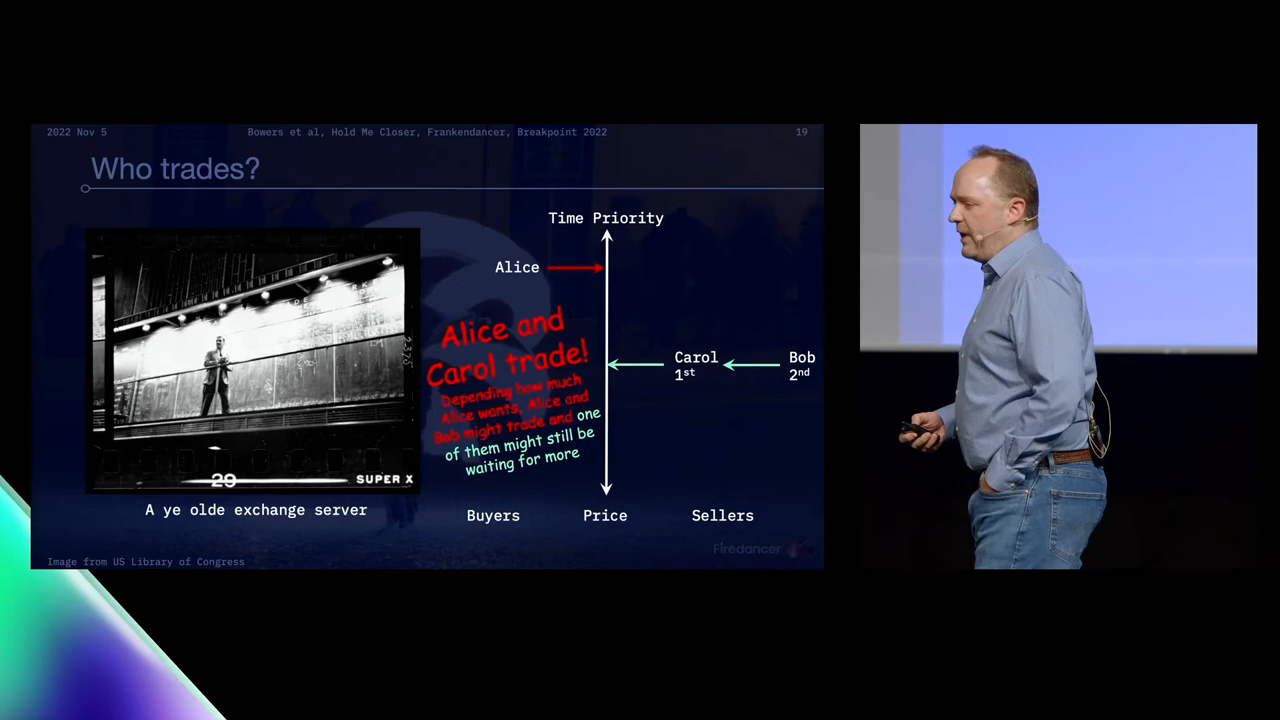 2022 Nov 5
Bowers et al, Hold Me Closer, Frankendancer, Breakpoint 2022
19
Who trades?
Time Priority
Alice
Alice and
Carol trade!
Depending how much
Alice wants, Alice and
Bob might trade and one
of them might still be
waiting for more
Carol
1st
Bob
2nd
2375
29
SUPER X
A ye olde exchange server
Buyers
Price
Sellers
Firedancer
Image from US Library of Congress